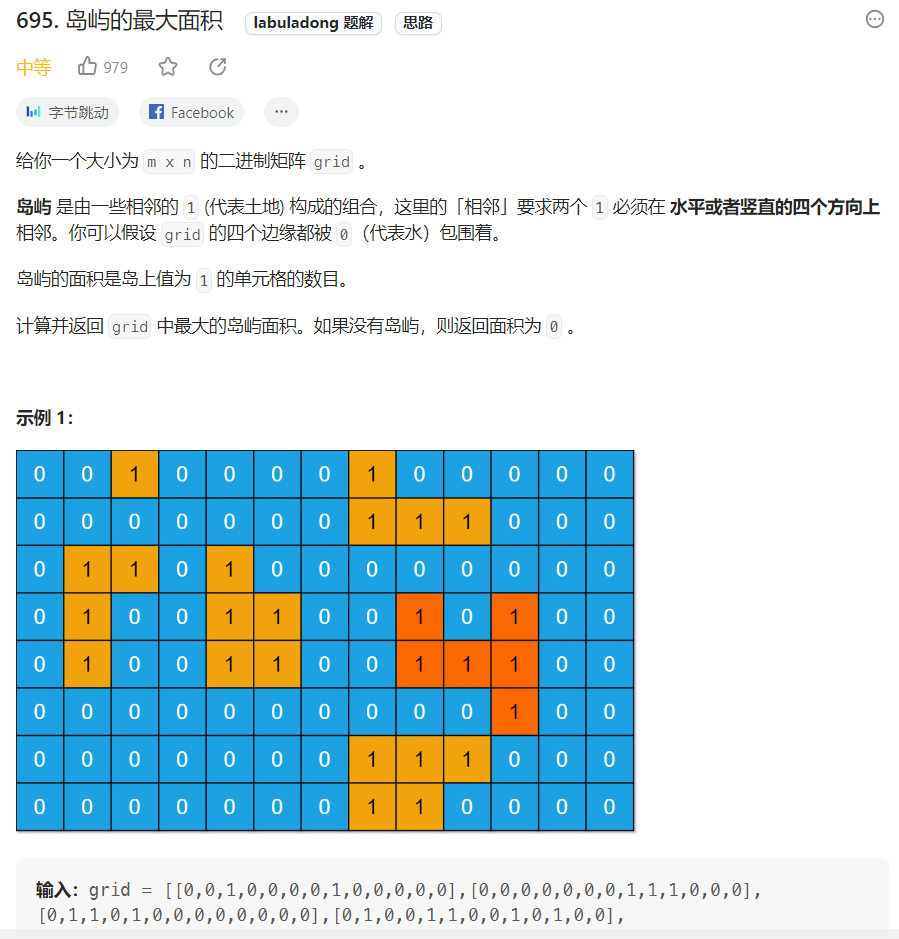 695. 岛屿的最大面积 labuladong 题解 思路
中等 979
字节跳动 Facebook ...
给你一个大小为 m x n 的二进制矩阵 grid 。
岛屿 是由一些相邻的 1 (代表土地) 构成的组合，这里的「相邻」要求两个 1 必须在 水平或者竖直的四个方向上
相邻。你可以假设 grid 的四个边缘都被 0（代表水）包围着。
岛屿的面积是岛上值为 1 的单元格的数目。
计算并返回 grid 中最大的岛屿面积。如果没有岛屿，则返回面积为 0 。
示例 1：
0 0 1 0 0 0 0 1 0 0 0 0 0
0 0 0 0 0 0 0 1 1 1 0 0 0
0 1 1 0 1 0 0 0 0 0 0 0 0
0 1 0 0 1 1 0 0 1 0 1 0 0
0 1 0 0 1 1 0 0 1 1 1 0 0
0 0 0 0 0 0 0 0 0 0 1 0 0
0 0 0 0 0 0 0 1 1 1 0 0 0
0 0 0 0 0 0 0 1 1 0 0 0 0
输入：grid = [[0,0,1,0,0,0,0,1,0,0,0,0,0],[0,0,0,0,0,0,0,1,1,1,0,0,0],
[0,1,1,0,1,0,0,0,0,0,0,0,0],[0,1,0,0,1,1,0,0,1,0,1,0,0],